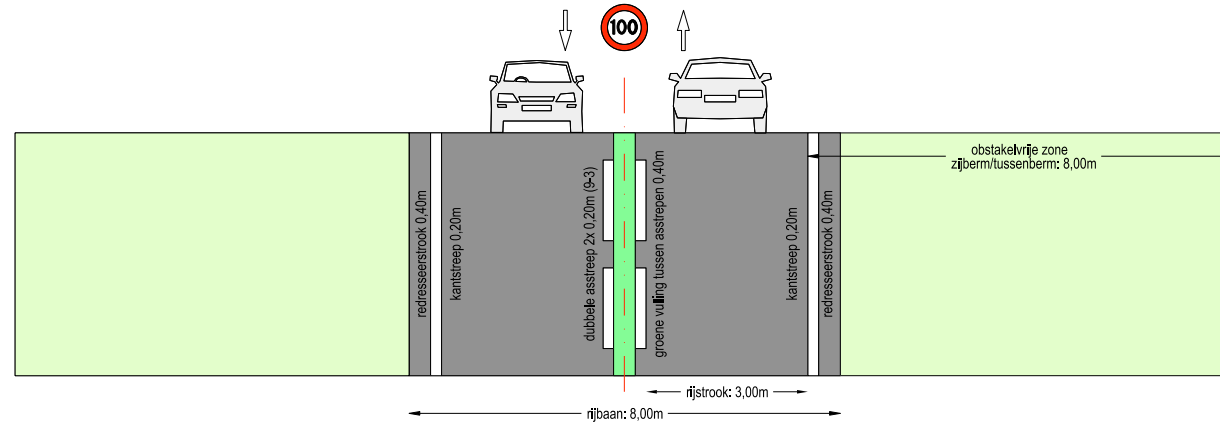 100
obstakelvrije zone
zijberm/tussenberm: 8,00m
redresseerstrook 0,40m
kantstreep 0,20m
dubbele asstreep 2x 0,20m (9-3)
groene vulling tussen asstrepen 0,40m
kantstreep 0,20m
redresseerstrook 0,40m
rijstrook: 3,00m
rijbaan: 8,00m